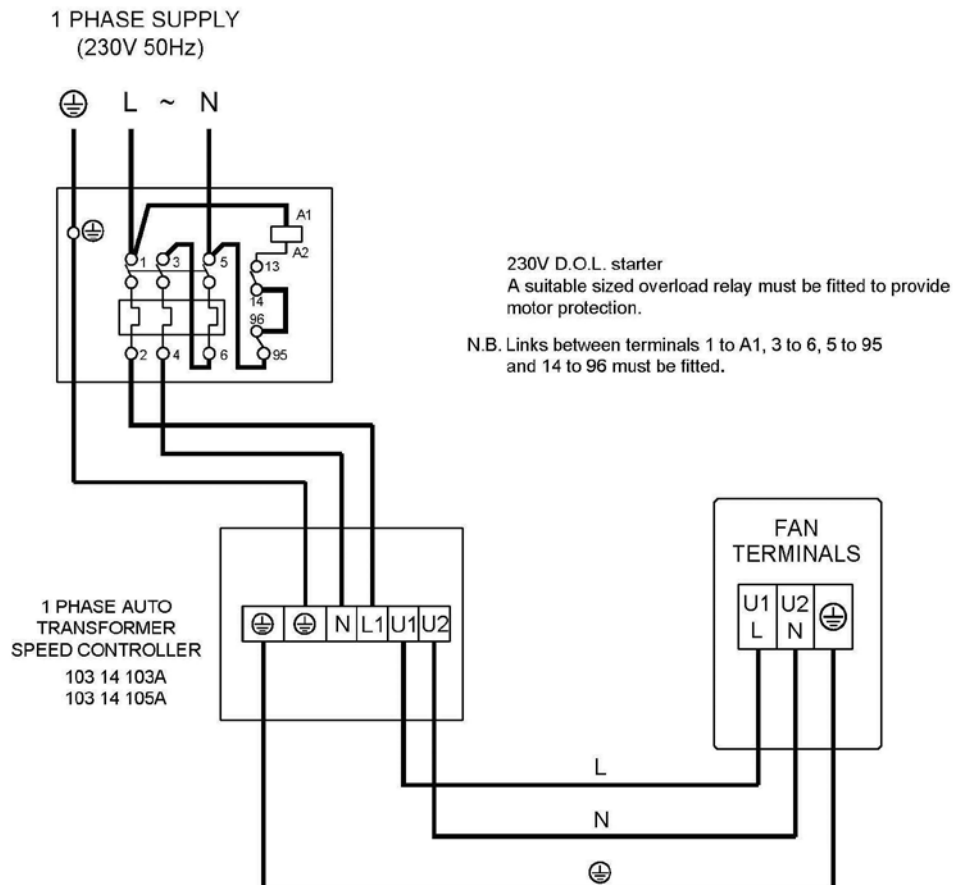 1 PHASE SUPPLY
(230V 50Hz)
L ~ N
A1
A2
1 3 5 13
14
96
2 4 6 95
230V D.O.L. starter
A suitable sized overload relay must be fitted to provide
motor protection.
N.B. Links between terminals 1 to A1, 3 to 6, 5 to 95
and 14 to 96 must be fitted.
1 PHASE AUTO
TRANSFORMER
SPEED CONTROLLER
103 14 103A
103 14 105A
N L1 U1 U2
FAN
TERMINALS
U1 U2
L N
L
N